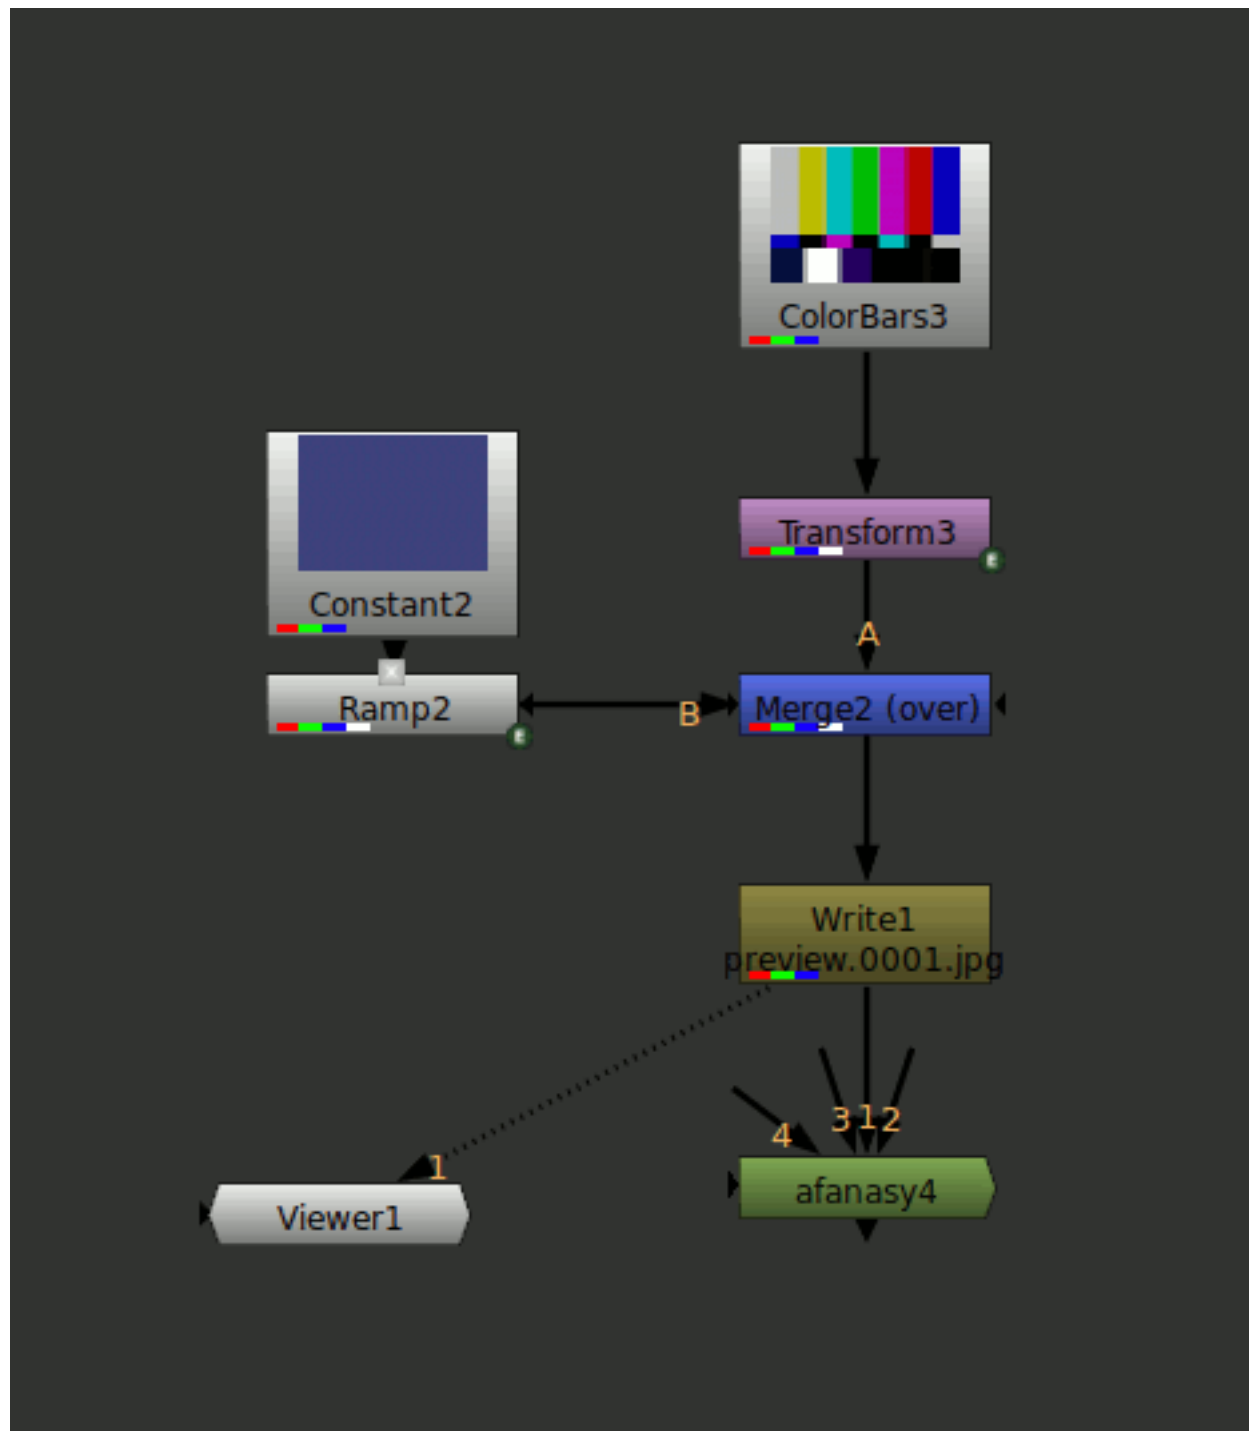 ColorBars3
Constant2
Transform3
E
A
Ramp2
B
Merge2 (over)
E
Write1
preview.0001.jpg
3
1
2
4
1
afanasy4
Viewer1